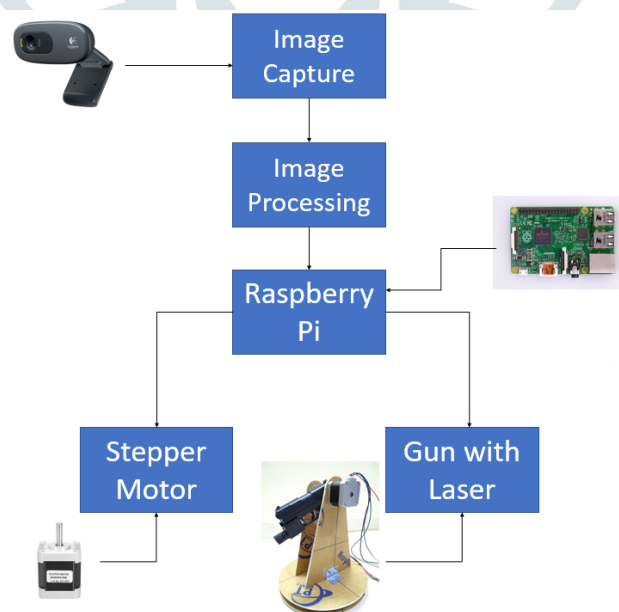 Image
Capture
Image
Processing
Raspberry
Pi
Stepper
Motor
Gun with
Laser